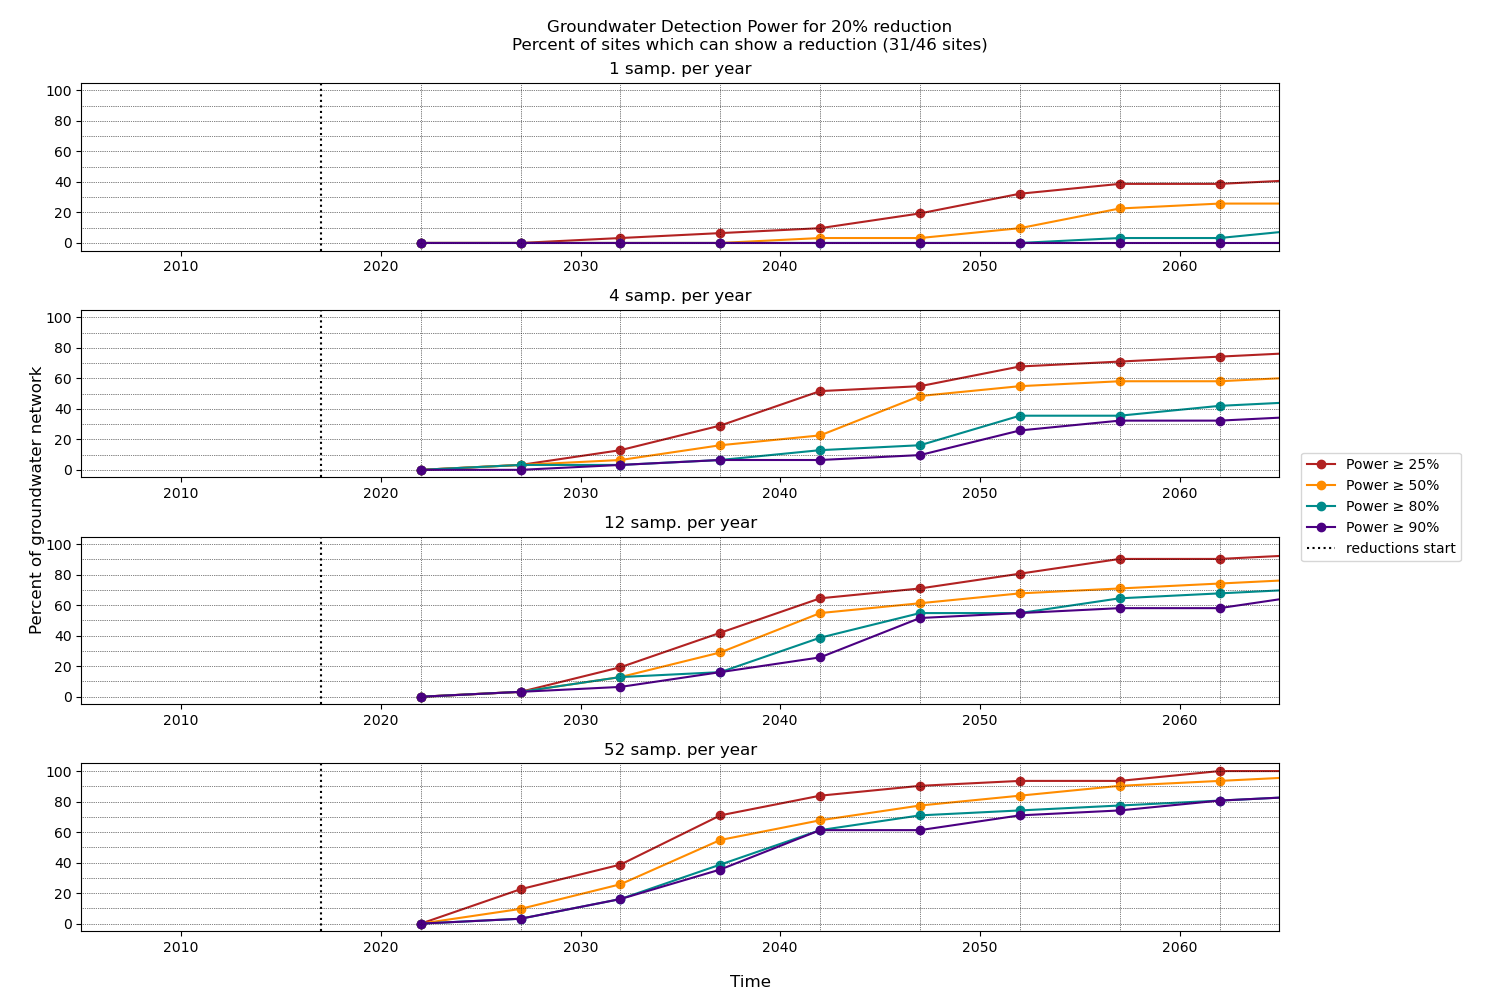 Groundwater Detection Power for 20% reduction
Percent of sites which can show a reduction (31/46 sites)
1 samp. per year
100
80
60
40
20
0
2010 2020 2030 2040 2050 2060
4 samp. per year
100
80
60
40
20
0
2010 2020 2030 2040 2050 2060
12 samp. per year
100
80
60
40
20
0
2010 2020 2030 2040 2050 2060
52 samp. per year
100
80
60
40
20
0
2010 2020 2030 2040 2050 2060
Percent of groundwater network
Time
Power ≥ 25%
Power ≥ 50%
Power ≥ 80%
Power ≥ 90%
reductions start